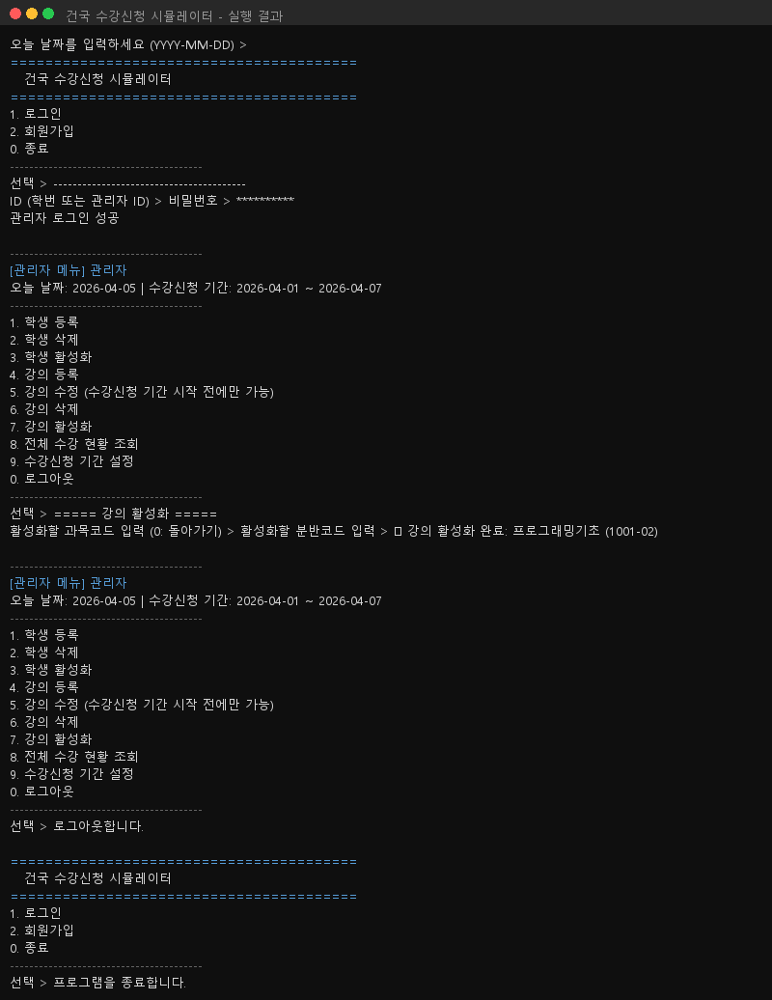 건국 수강신청 시뮬레이터 - 실행 결과
오늘 날짜를 입력하세요 (YYYY-MM-DD) >
========================================
건국 수강신청 시뮬레이터
========================================
1. 로그인
2. 회원가입
0. 종료
----------------------------------------
선택 > ----------------------------------------
ID (학번 또는 관리자 ID) > 비밀번호 > **********
관리자 로그인 성공
----------------------------------------
[관리자 메뉴] 관리자
오늘 날짜: 2026-04-05 | 수강신청 기간: 2026-04-01 ~ 2026-04-07
----------------------------------------
1. 학생 등록
2. 학생 삭제
3. 학생 활성화
4. 강의 등록
5. 강의 수정 (수강신청 기간 시작 전에만 가능)
6. 강의 삭제
7. 강의 활성화
8. 전체 수강 현황 조회
9. 수강신청 기간 설정
0. 로그아웃
----------------------------------------
선택 > ===== 강의 활성화 =====
활성화할 과목코드 입력 (0: 돌아가기) > 활성화할 분반코드 입력 > ▯ 강의 활성화 완료: 프로그래밍기초 (1001-02)
----------------------------------------
[관리자 메뉴] 관리자
오늘 날짜: 2026-04-05 | 수강신청 기간: 2026-04-01 ~ 2026-04-07
----------------------------------------
1. 학생 등록
2. 학생 삭제
3. 학생 활성화
4. 강의 등록
5. 강의 수정 (수강신청 기간 시작 전에만 가능)
6. 강의 삭제
7. 강의 활성화
8. 전체 수강 현황 조회
9. 수강신청 기간 설정
0. 로그아웃
----------------------------------------
선택 > 로그아웃합니다.
========================================
건국 수강신청 시뮬레이터
========================================
1. 로그인
2. 회원가입
0. 종료
----------------------------------------
선택 > 프로그램을 종료합니다.